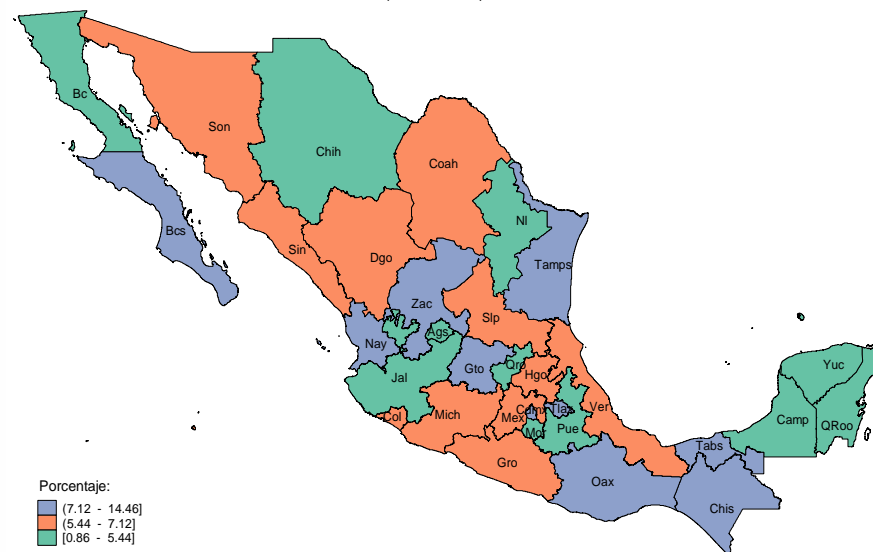 Bc
Son
Chih
Coah
Nl
Bcs
Sin
Dgo
Tamps
Zac
Slp
Nay
Ags
Gto
Qro
Hgo
Jal
Yuc
Col
Mich
Mex
Cdmx
Tlax
Ver
Camp
QRoo
Mor
Pue
Tabs
Gro
Oax
Chis
Porcentaje:
(7.12 - 14.46]
(5.44 - 7.12]
[0.86 - 5.44]